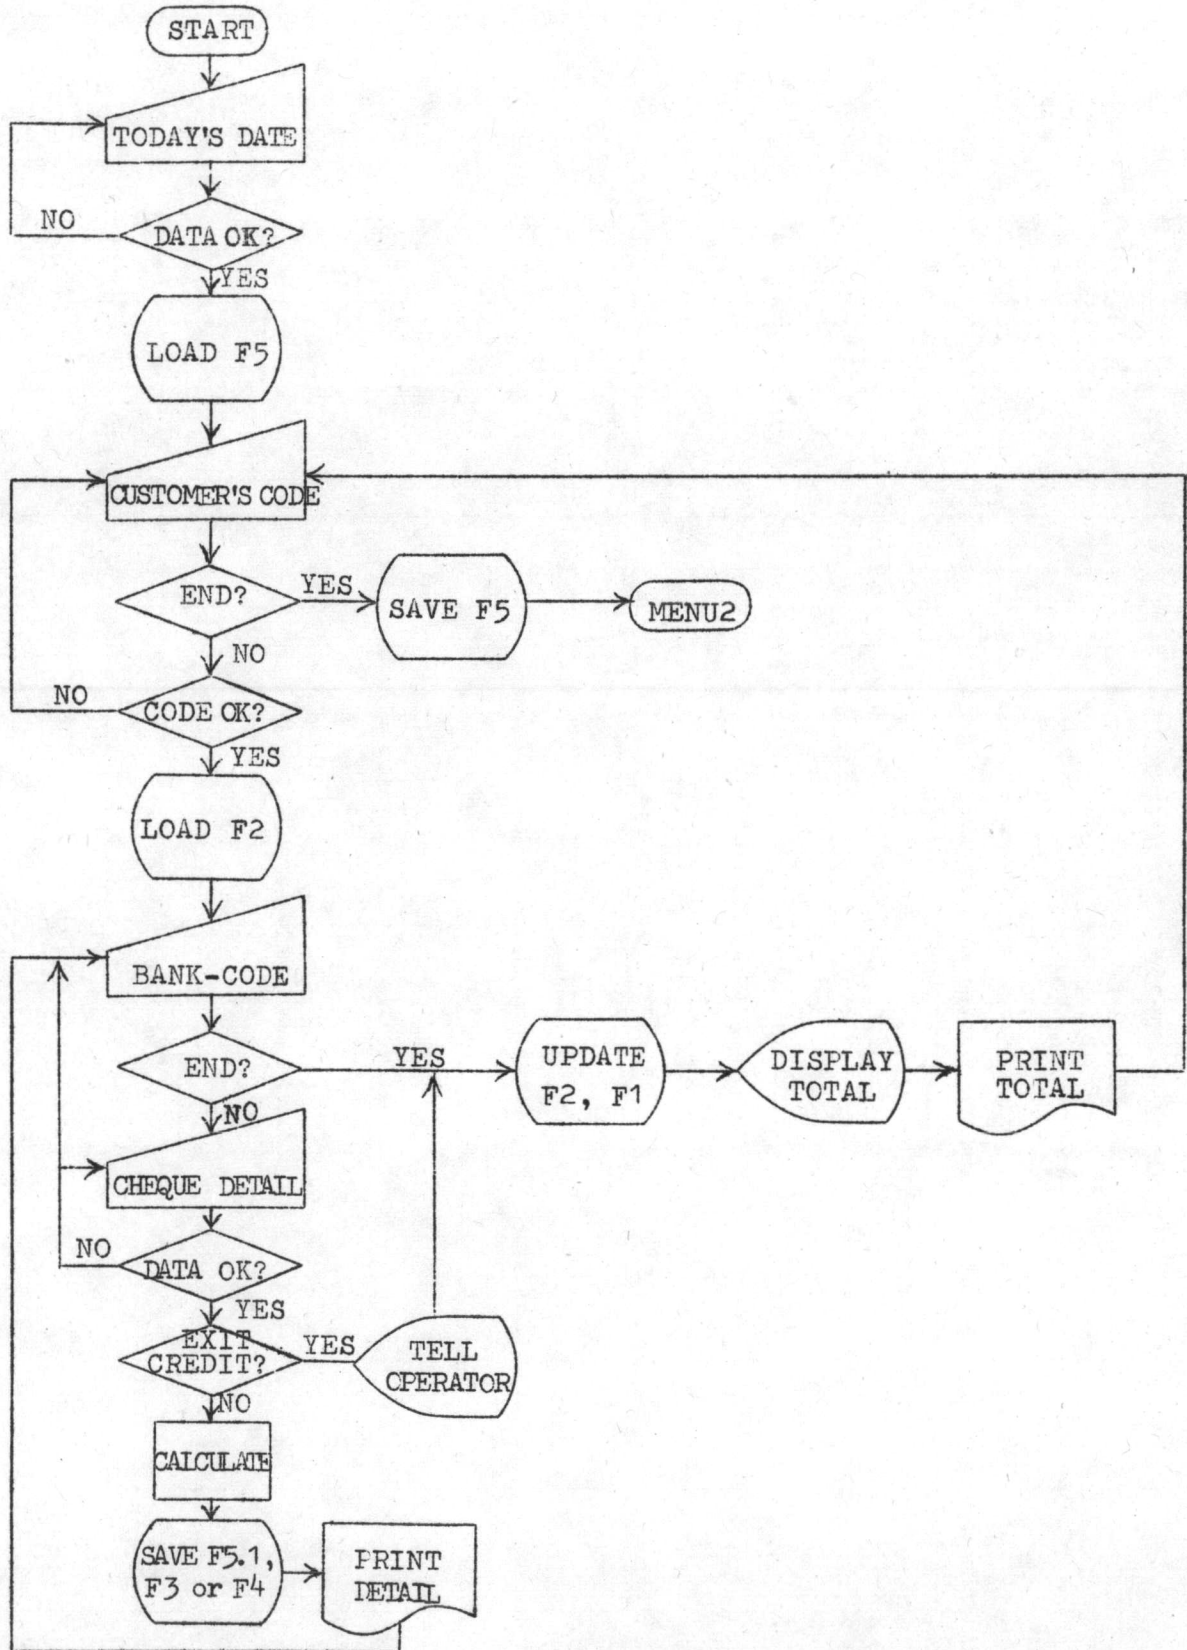 START
TODAY'S DATE
NO
DATA OK?
YES
LOAD F5
CUSTOMER'S CODE
END?
YES
SAVE F5
MENU2
NO
NO
CODE OK?
YES
LOAD F2
BANK-CODE
END?
YES
UPDATE
F2, F1
DISPLAY
TOTAL
PRINT
TOTAL
NO
CHEQUE DETAIL
NO
DATA OK?
YES
EXIT
CREDIT?
YES
TELL
OPERATOR
NO
CALCULATE
SAVE F5.1,
F3 or F4
PRINT
DETAIL